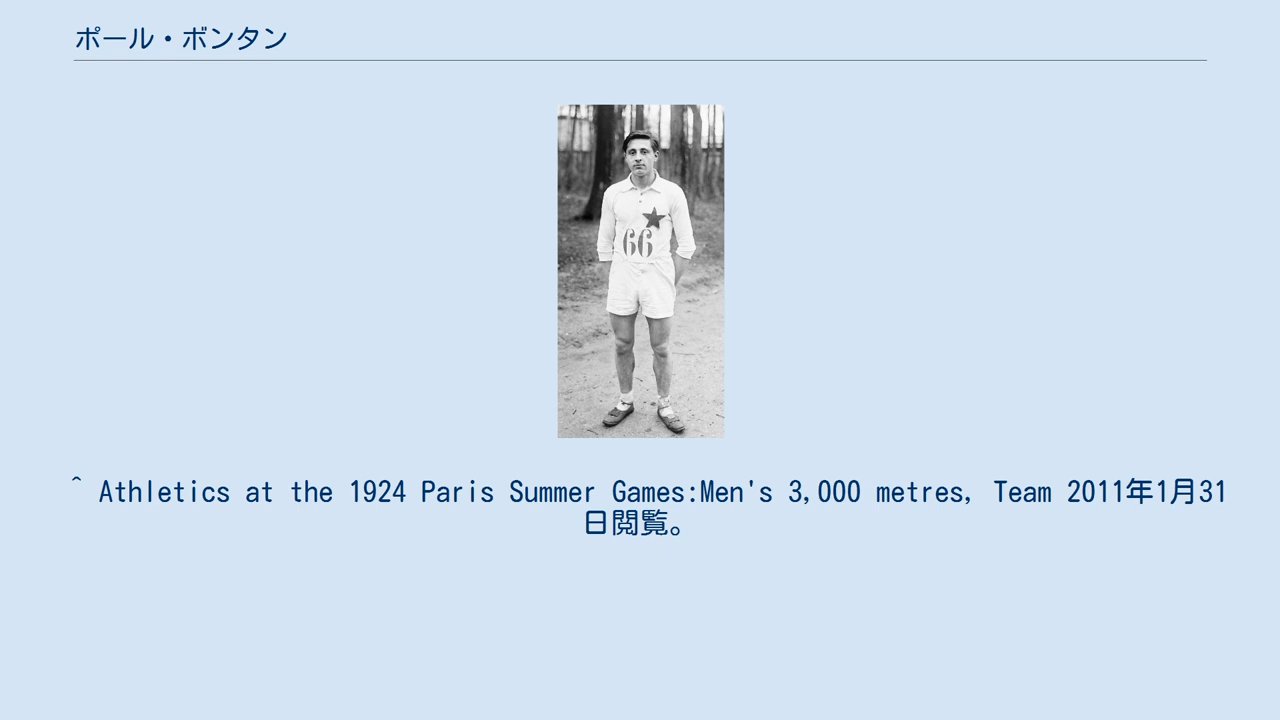 ポール・ボンタン
66
^ Athletics at the 1924 Paris Summer Games:Men's 3,000 metres, Team 2011年1月31
日閲覧。